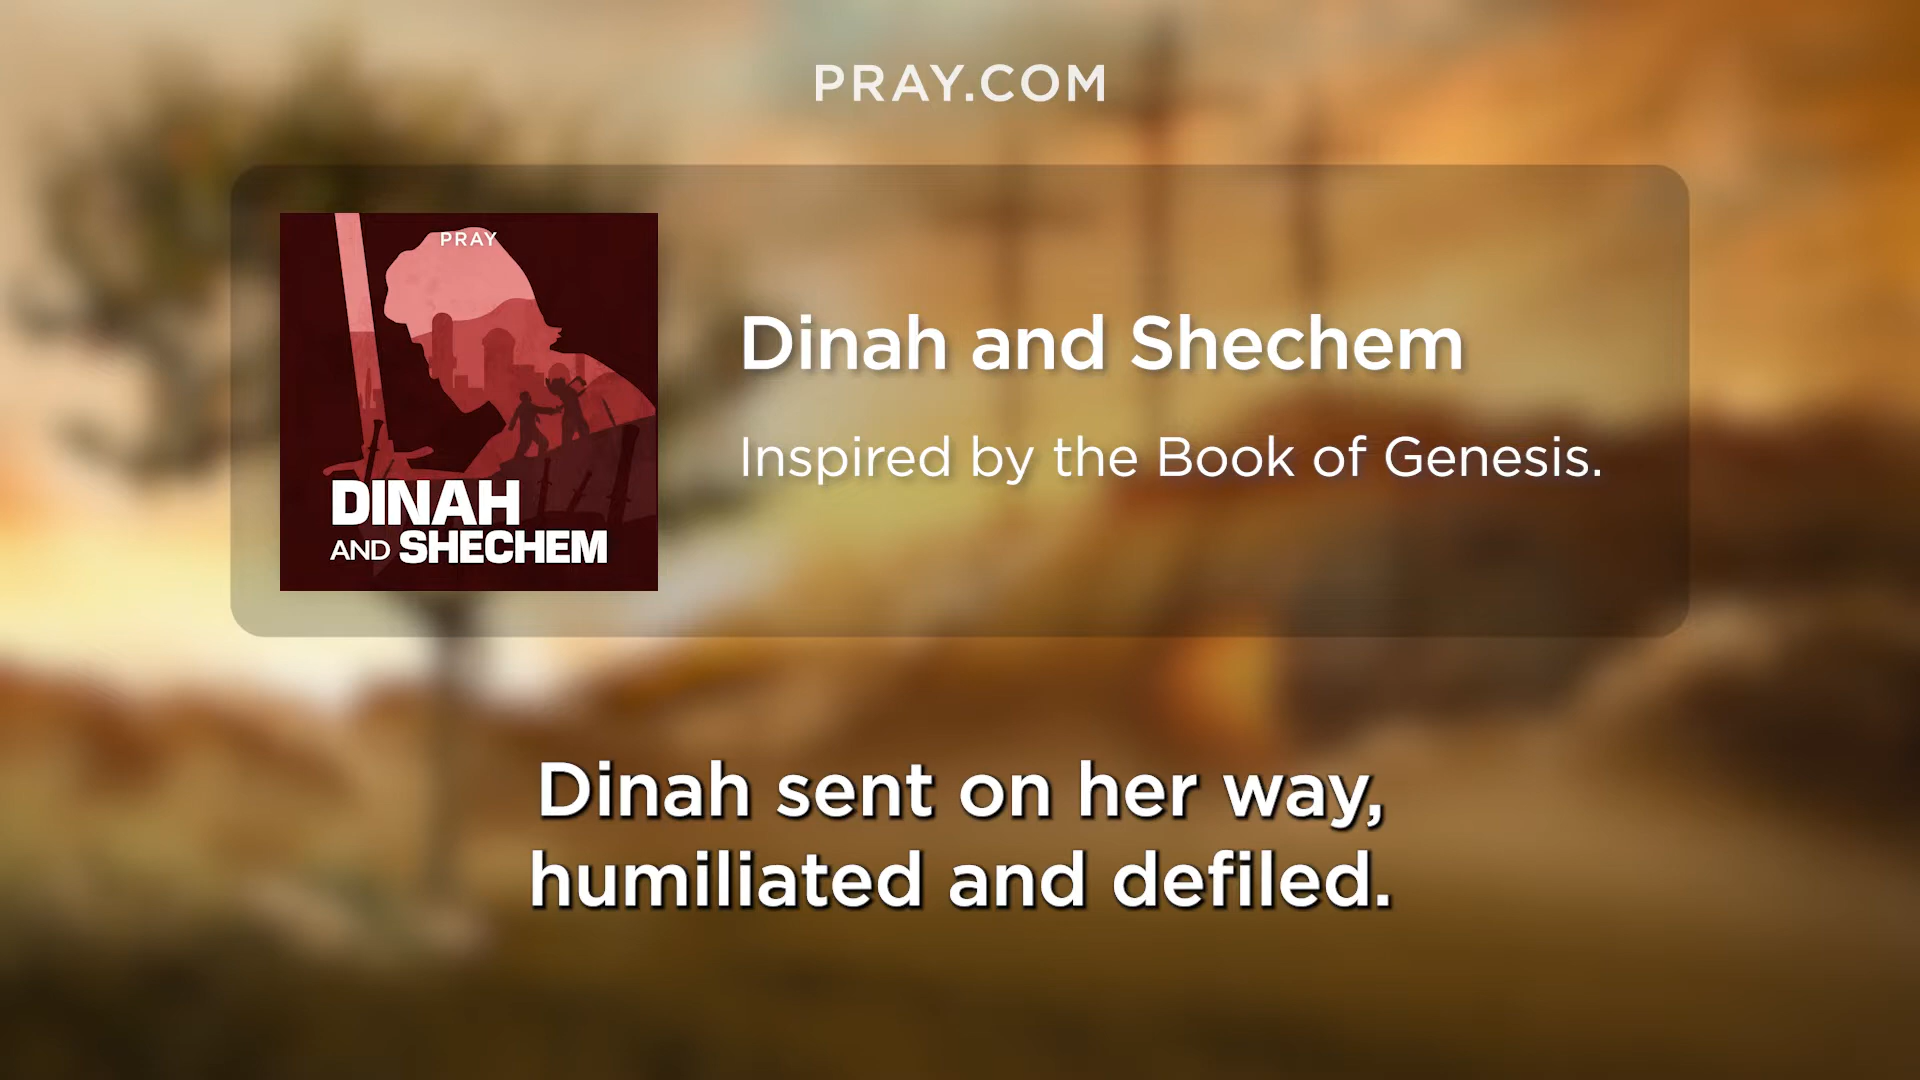 PRAY.COM
PRAY
DINAH
AND SHECHEM
Dinah and Shechem
Inspired by the Book of Genesis.
Dinah sent on her way,
humiliated and defiled.